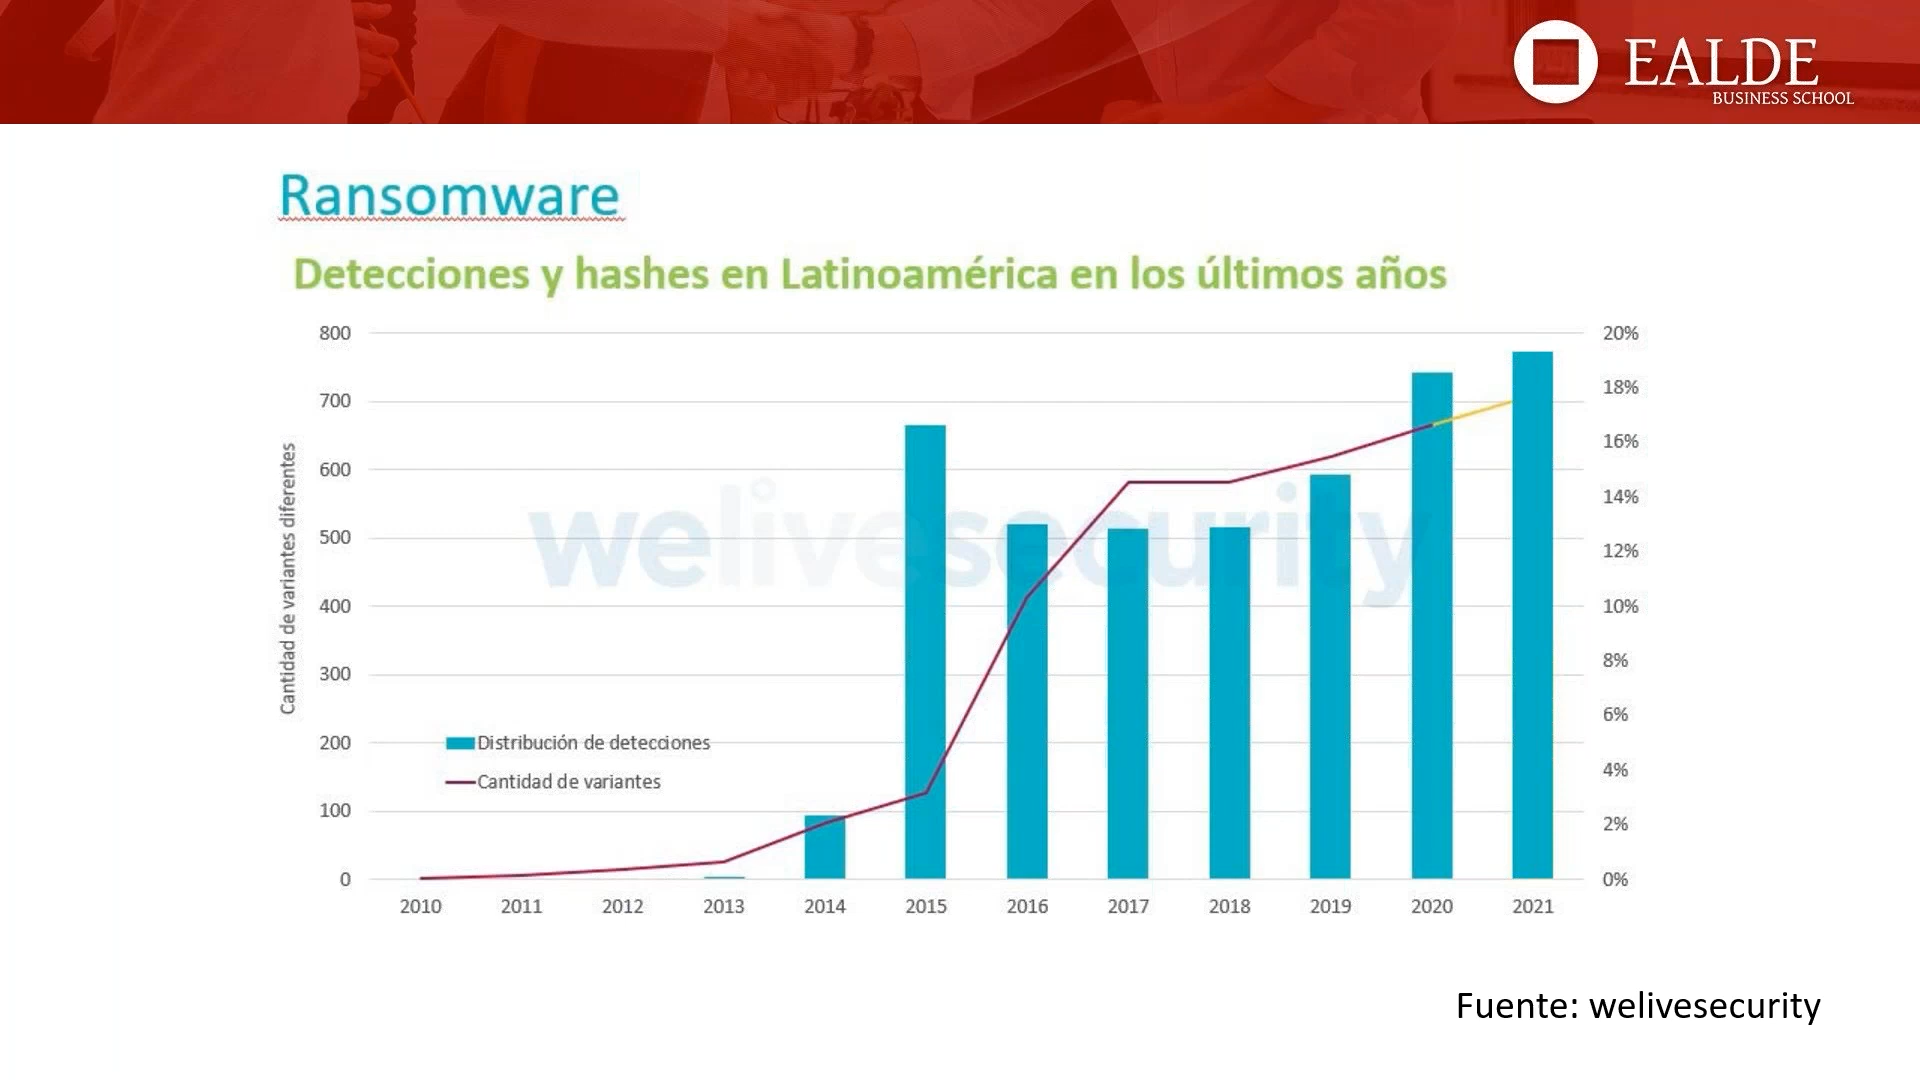 EALDE
BUSINESS SCHOOL
Ransomware
Detecciones y hashes en Latinoamérica en los últimos años
800 20%
700 18%
600 16%
500 14%
400 12%
300 10%
200 8%
100 6%
0 4%
2%
0%
Cantidad de variantes diferentes
welivesecurity
Distribución de detecciones
Cantidad de variantes
2010 2011 2012 2013 2014 2015 2016 2017 2018 2019 2020 2021
Fuente: welivesecurity